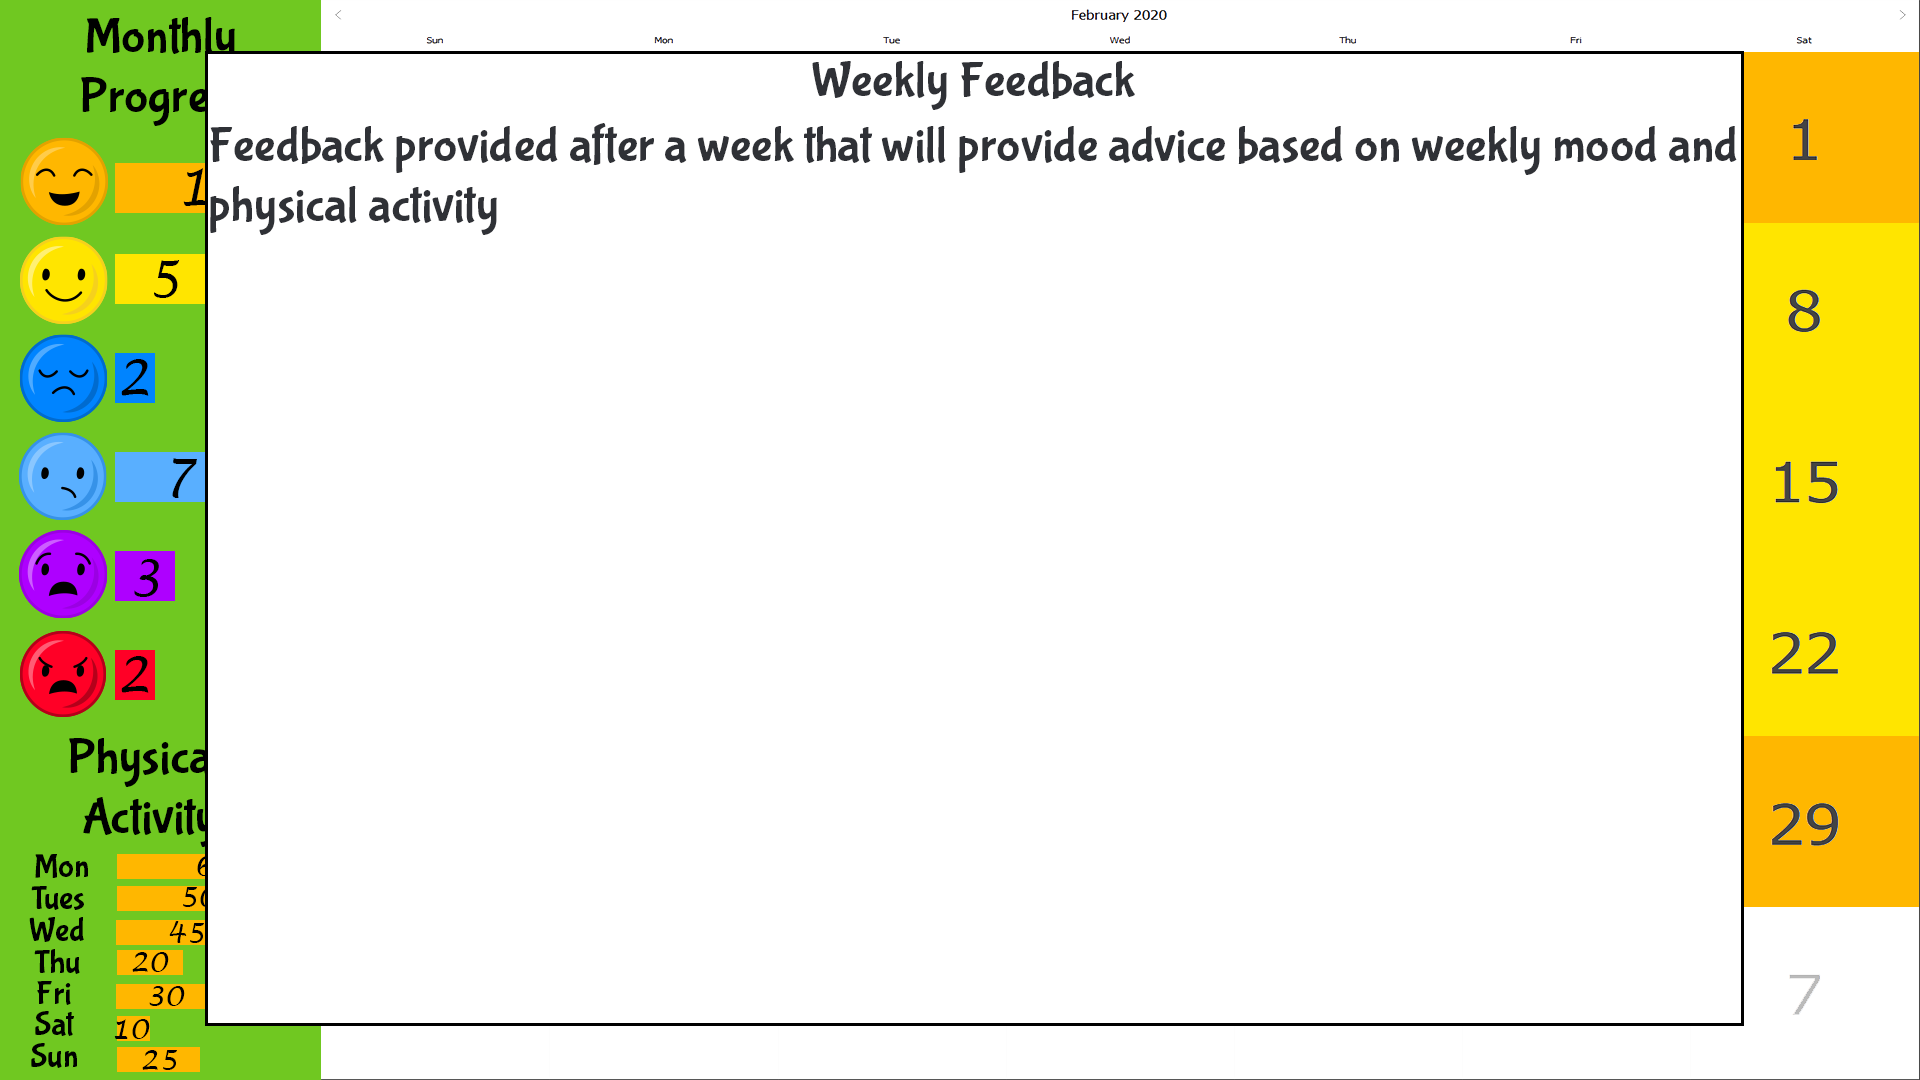 Monthly
Progre
1
5
2
7
3
2
Physica
Activity
Mon 6
Tues 50
Wed 45
Thu 20
Fri 30
Sat 10
Sun 25
February 2020
Sun Mon Tue Wed Thu Fri Sat
Weekly Feedback
Feedback provided after a week that will provide advice based on weekly mood and
physical activity
1
8
15
22
29
7